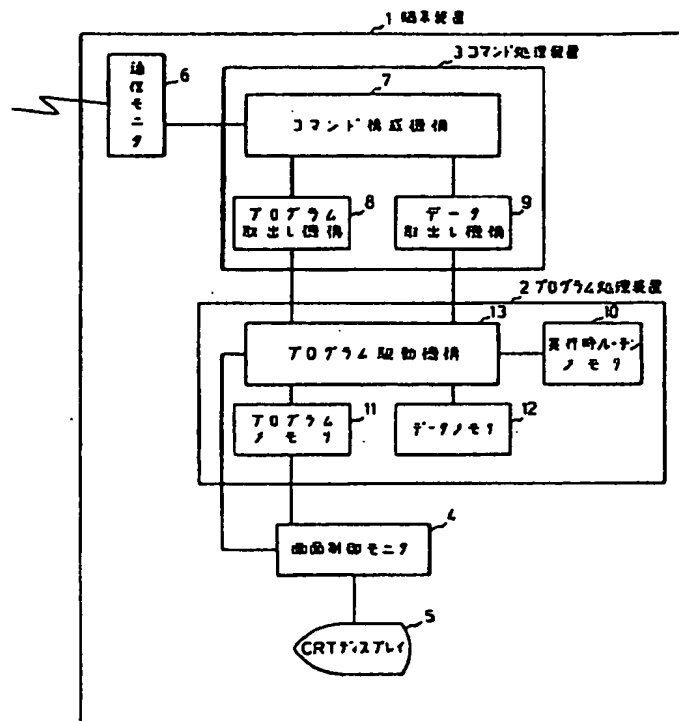 1 端末装置
3 コマンド処理装置
通信モニタ
6
7
コマンド構成機構
プログラム
取出し機構
8
データ
取出し機構
9
2 プログラム処理装置
13
プログラム駆動機構
10
実行時ルーチン
メモリ
プログラム
メモリ
11
データメモリ
12
画面制御モニタ
4
CRTディスプレイ
5